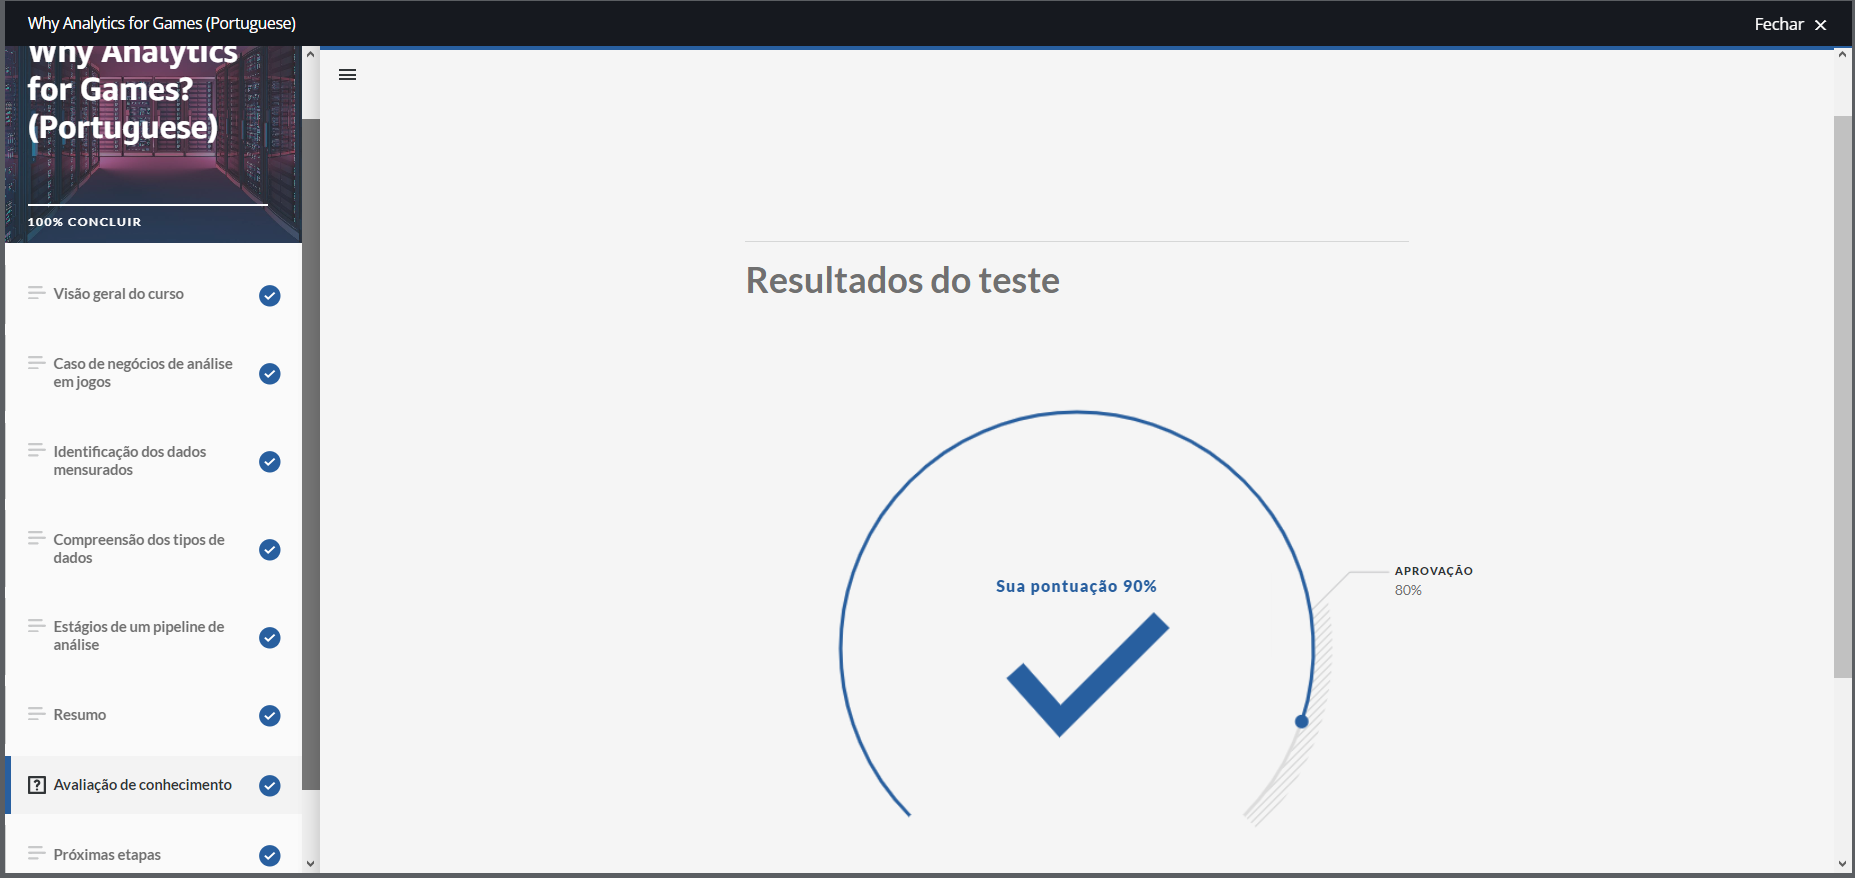 Why Analytics for Games (Portuguese)
Fechar
Why Analytics
for Games?
(Portuguese)
100% CONCLUIR
Visão geral do curso
Caso de negócios de análise
em jogos
Identificação dos dados
mensurados
Compreensão dos tipos de
dados
Estágios de um pipeline de
análise
Resumo
Avaliação de conhecimento
Próximas etapas
Resultados do teste
Sua pontuação 90%
APROVAÇÃO
80%